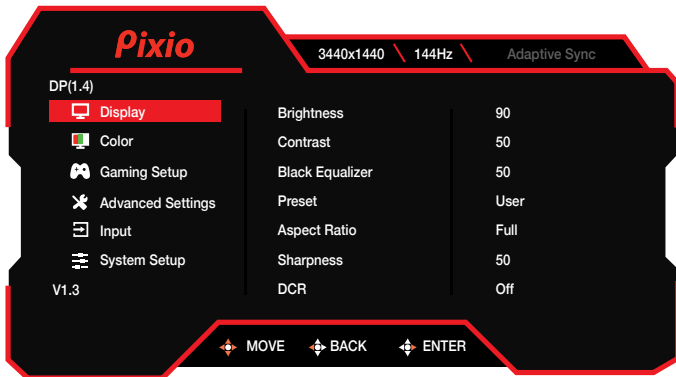 Pixio
3440x1440 144Hz Adaptive Sync
DP(1.4)
Display Brightness 90
Color Contrast 50
Gaming Setup Black Equalizer 50
Advanced Settings Preset User
Input Aspect Ratio Full
System Setup Sharpness 50
V1.3 DCR Off
MOVE BACK ENTER